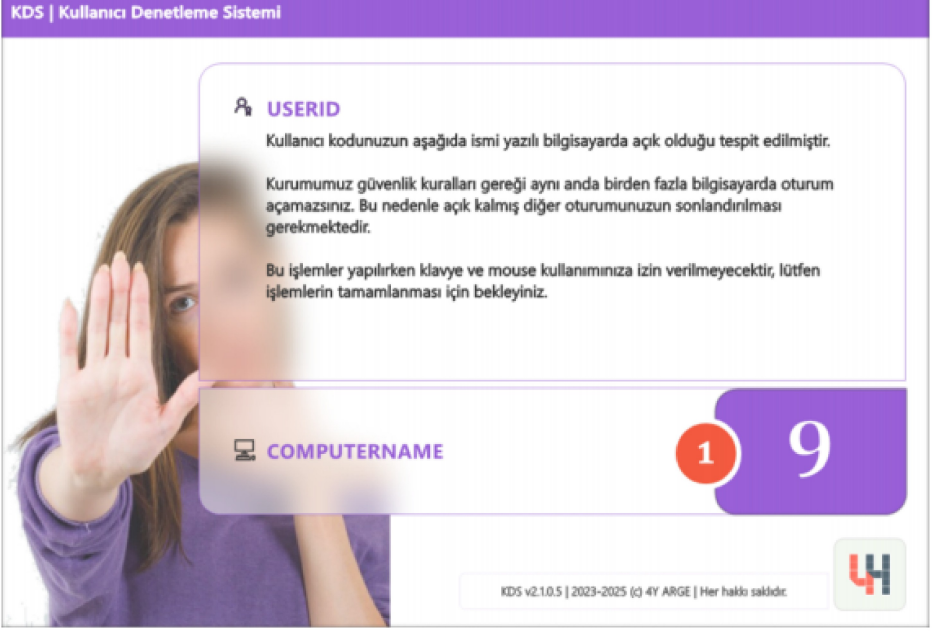 KDS | Kullanıcı Denetleme Sistemi
USERID
Kullanıcı kodunuzun aşağıda ismi yazılı bilgisayarda açık olduğu tespit edilmiştir.
Kurumumuz güvenlik kuralları gereği aynı anda birden fazla bilgisayarda oturum
açamazsınız. Bu nedenle açık kalmış diğer oturumunuzun sonlandırılması
gerekmektedir.
Bu işlemler yapılırken klavye ve mouse kullanımınıza izin verilmeyecektir, lütfen
işlemlerin tamamlanması için bekleyiniz.
COMPUTERNAME
1
9
KDS v2.1.0.5 | 2023-2025 (c) 4Y ARGE | Her hakkı saklıdır.
4Y